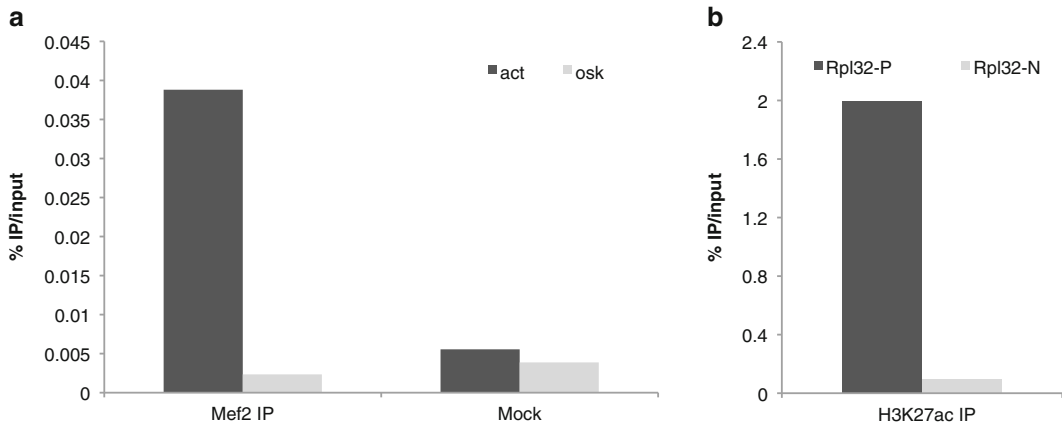 a
0.045
0.04
0.035
0.03
0.025
0.02
0.015
0.01
0.005
0
% IP/input
act
osk
Mef2 IP
Mock
b
2.4
2
1.6
1.2
0.8
0.4
0
% IP/input
Rpl32-P
Rpl32-N
H3K27ac IP